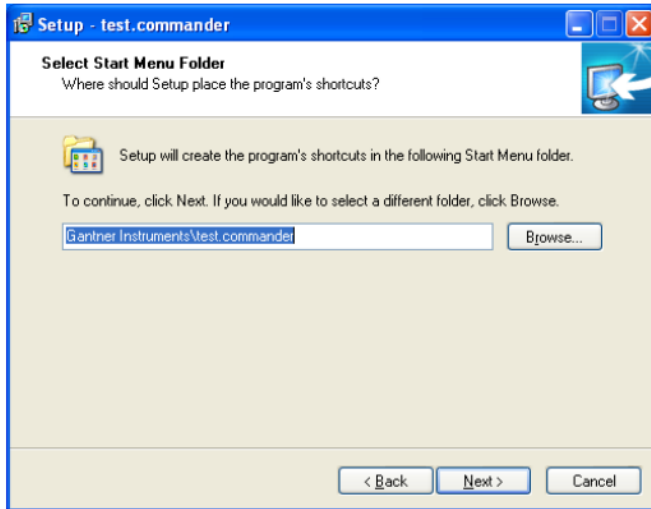 Setup - test.commander
Select Start Menu Folder
Where should Setup place the program's shortcuts?
Setup will create the program's shortcuts in the following Start Menu folder.
To continue, click Next. If you would like to select a different folder, click Browse.
Gantner Instruments\test.commander
Browse...
< Back
Next >
Cancel